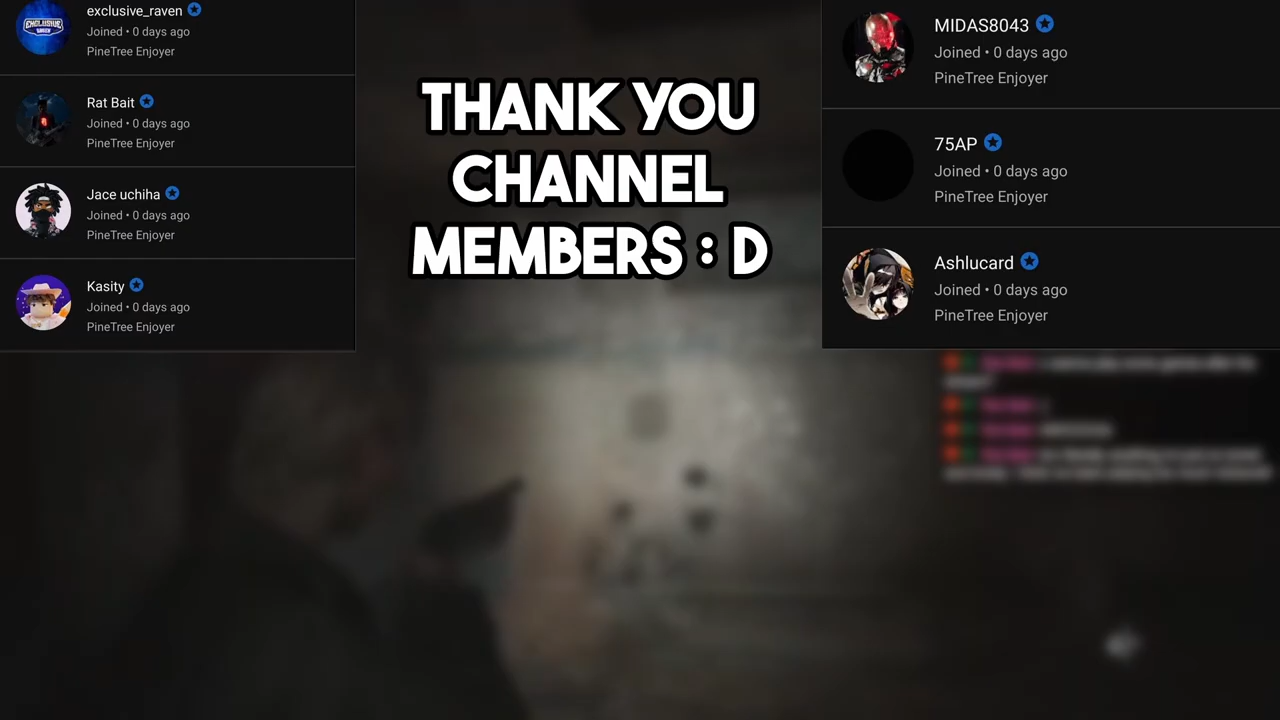 exclusive_raven
Joined • 0 days ago
PineTree Enjoyer
Rat Bait
Joined • 0 days ago
PineTree Enjoyer
Jace uchiha
Joined • 0 days ago
PineTree Enjoyer
Kasity
Joined • 0 days ago
PineTree Enjoyer
THANK YOU
CHANNEL
MEMBERS : D
MIDAS8043
Joined • 0 days ago
PineTree Enjoyer
75AP
Joined • 0 days ago
PineTree Enjoyer
Ashlucard
Joined • 0 days ago
PineTree Enjoyer